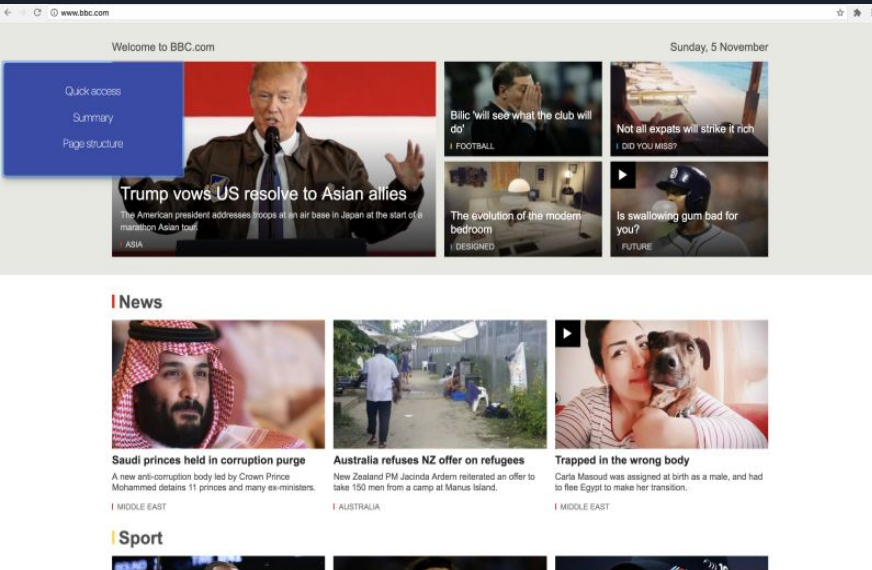 www.bbc.com
Welcome to BBC.com
Sunday, 5 November
Quick access
Summary
Page structure
Trump vows US resolve to Asian allies
The American president addresses troops at an air base in Japan at the start of a
marathon Asian tour.
ASIA
Bilic 'will see what the club will
do'
FOOTBALL
Not all expats will strike it rich
DID YOU MISS?
The evolution of the modern
bedroom
DESIGNED
Is swallowing gum bad for
you?
FUTURE
News
Saudi princes held in corruption purge
A new anti-corruption body led by Crown Prince
Mohammed detains 11 princes and many ex-ministers.
MIDDLE EAST
Australia refuses NZ offer on refugees
New Zealand PM Jacinda Ardern reiterated an offer to
take 150 men from a camp at Manus Island.
AUSTRALIA
Trapped in the wrong body
Carla Masoud was assigned at birth as a male, and had
to flee Egypt to make her transition.
MIDDLE EAST
Sport